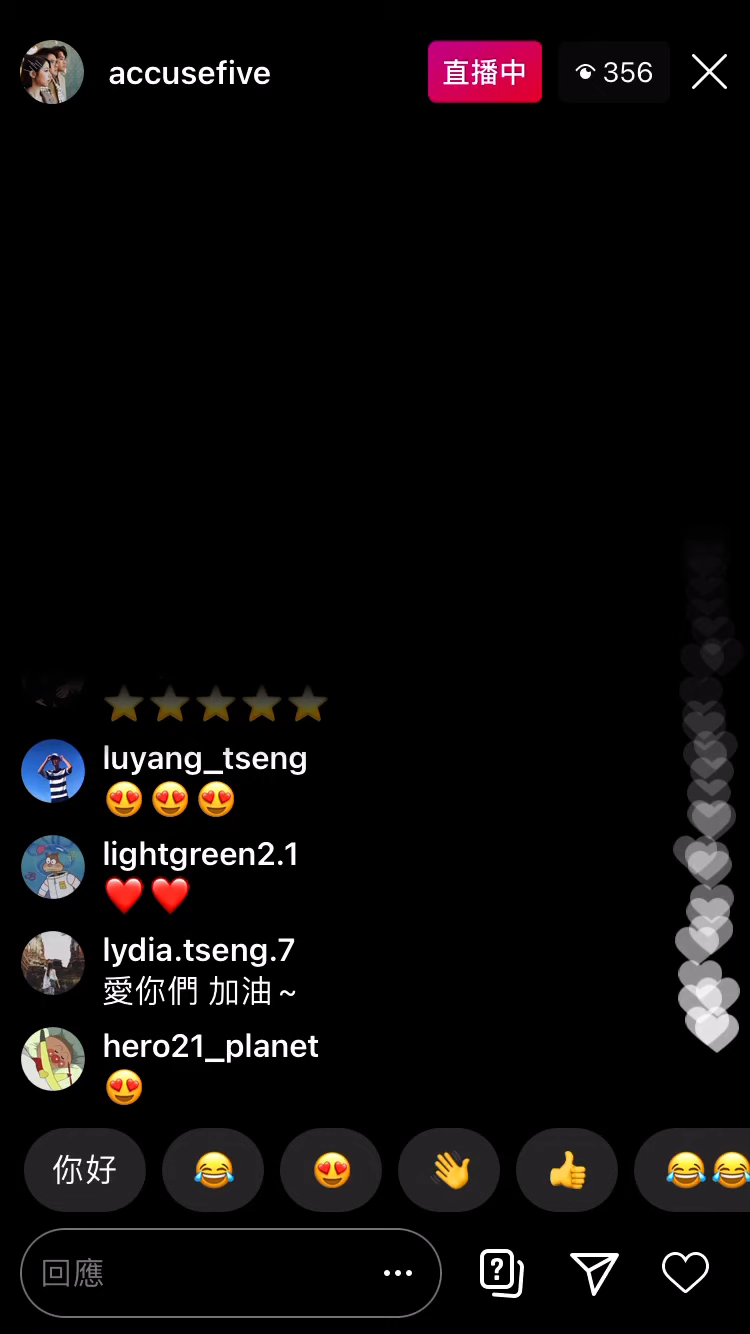 accusefive
直播中
356
⭐⭐⭐⭐⭐
luyang_tseng
😍😍😍
lightgreen2.1
❤️❤️
lydia.tseng.7
愛你們 加油~
hero21_planet
😍
你好 😂 😍 👋 👍 😂😂
回應